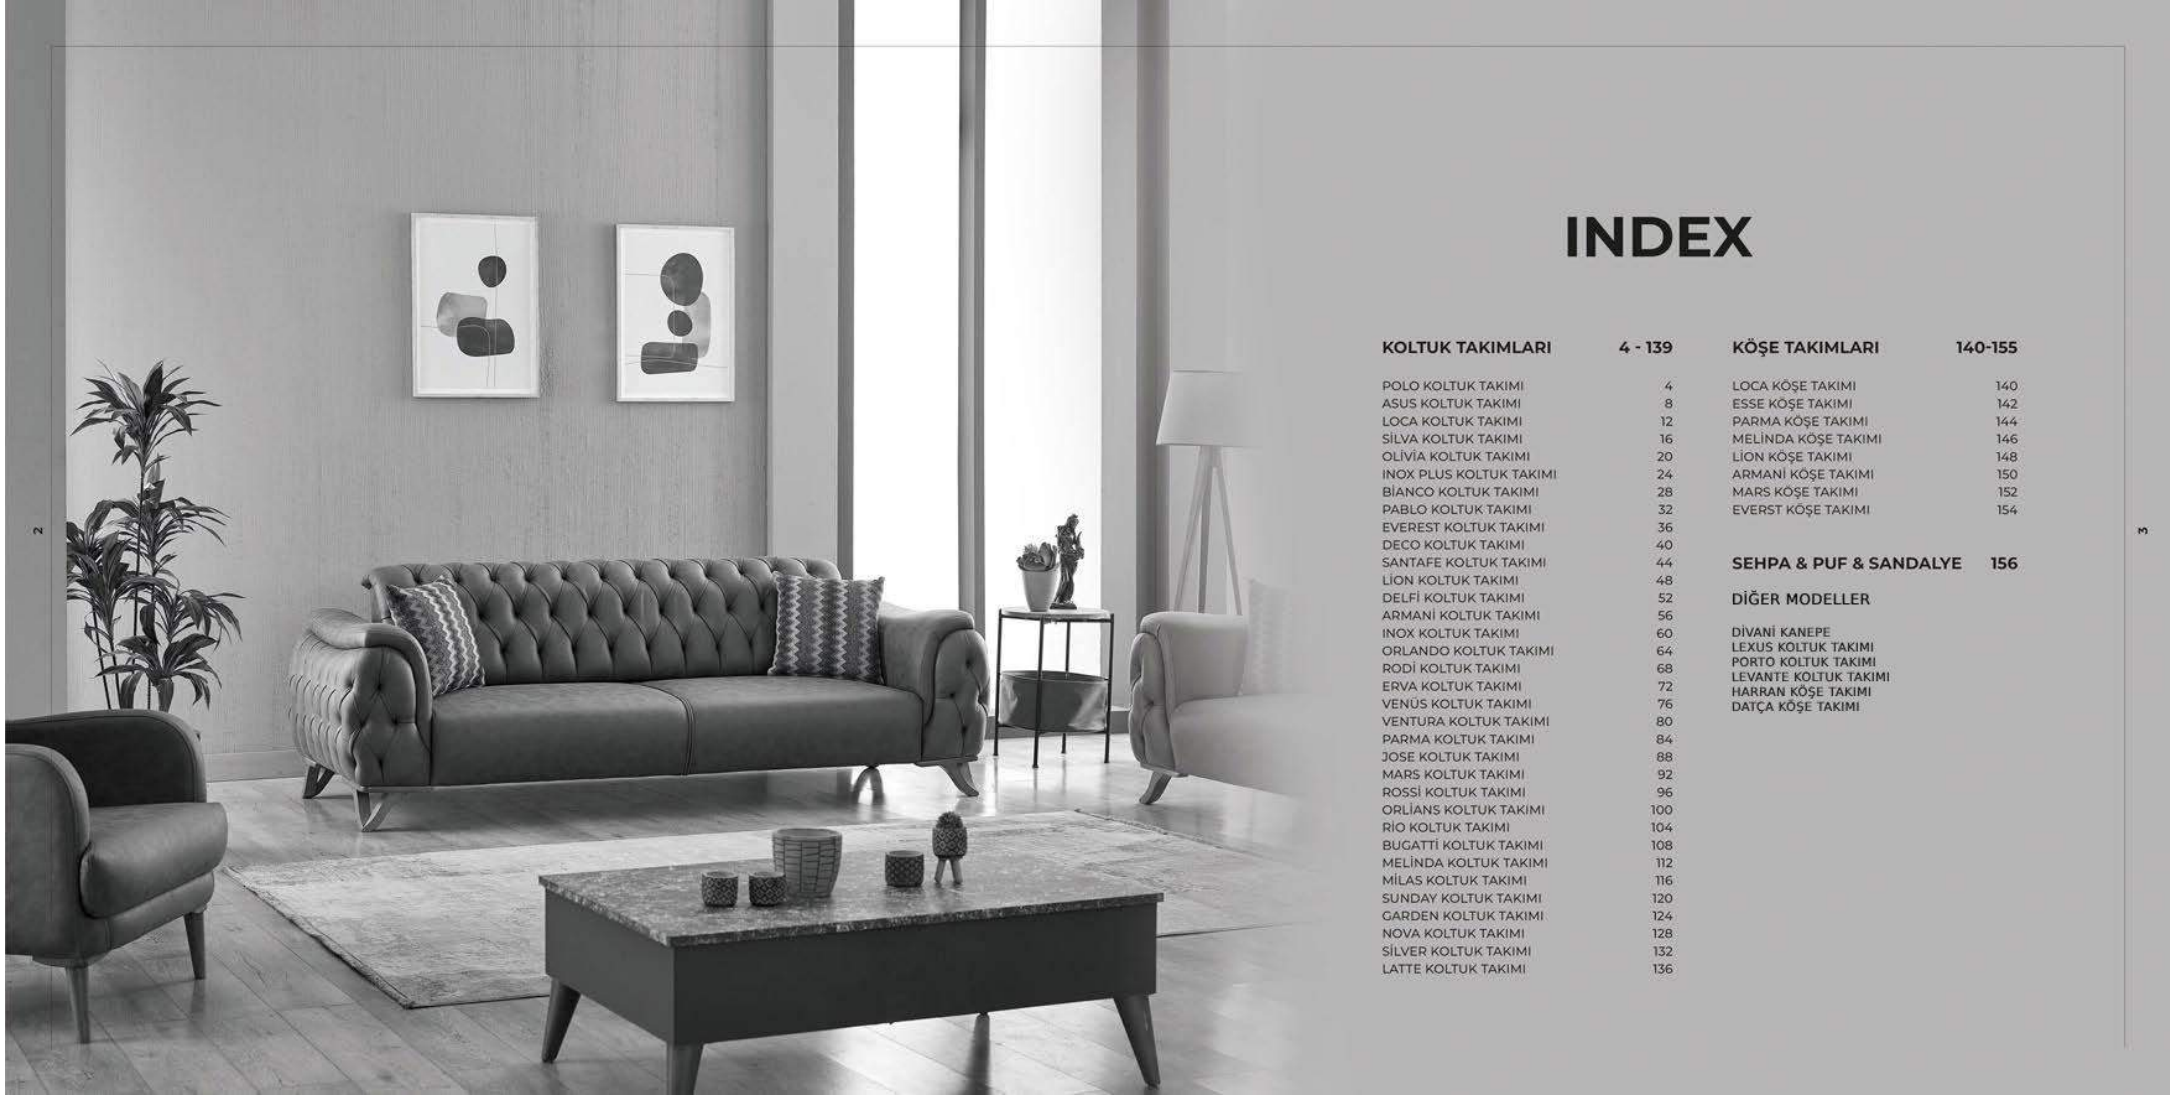 2
INDEX
KOLTUK TAKIMLARI 4 - 139
POLO KOLTUK TAKIMI 4
ASUS KOLTUK TAKIMI 8
LOCA KOLTUK TAKIMI 12
SİLVA KOLTUK TAKIMI 16
OLİVİA KOLTUK TAKIMI 20
INOX PLUS KOLTUK TAKIMI 24
BİANCO KOLTUK TAKIMI 28
PABLO KOLTUK TAKIMI 32
EVEREST KOLTUK TAKIMI 36
DECO KOLTUK TAKIMI 40
SANTAFE KOLTUK TAKIMI 44
LİON KOLTUK TAKIMI 48
DELFİ KOLTUK TAKIMI 52
ARMANİ KOLTUK TAKIMI 56
INOX KOLTUK TAKIMI 60
ORLANDO KOLTUK TAKIMI 64
RODİ KOLTUK TAKIMI 68
ERVA KOLTUK TAKIMI 72
VENÜS KOLTUK TAKIMI 76
VENTURA KOLTUK TAKIMI 80
PARMA KOLTUK TAKIMI 84
JOSE KOLTUK TAKIMI 88
MARS KOLTUK TAKIMI 92
ROSSİ KOLTUK TAKIMI 96
ORLİANS KOLTUK TAKIMI 100
RİO KOLTUK TAKIMI 104
BUGATTİ KOLTUK TAKIMI 108
MELİNDA KOLTUK TAKIMI 112
MİLAS KOLTUK TAKIMI 116
SUNDAY KOLTUK TAKIMI 120
GARDEN KOLTUK TAKIMI 124
NOVA KOLTUK TAKIMI 128
SİLVER KOLTUK TAKIMI 132
LATTE KOLTUK TAKIMI 136
KÖŞE TAKIMLARI 140-155
LOCA KÖŞE TAKIMI 140
ESSE KÖŞE TAKIMI 142
PARMA KÖŞE TAKIMI 144
MELİNDA KÖŞE TAKIMI 146
LİON KÖŞE TAKIMI 148
ARMANİ KÖŞE TAKIMI 150
MARS KÖŞE TAKIMI 152
EVERST KÖŞE TAKIMI 154
SEHPA & PUF & SANDALYE 156
DİĞER MODELLER
DİVANİ KANEPE
LEXUS KOLTUK TAKIMI
PORTO KOLTUK TAKIMI
LEVANTE KOLTUK TAKIMI
HARRAN KÖŞE TAKIMI
DATÇA KÖŞE TAKIMI
3